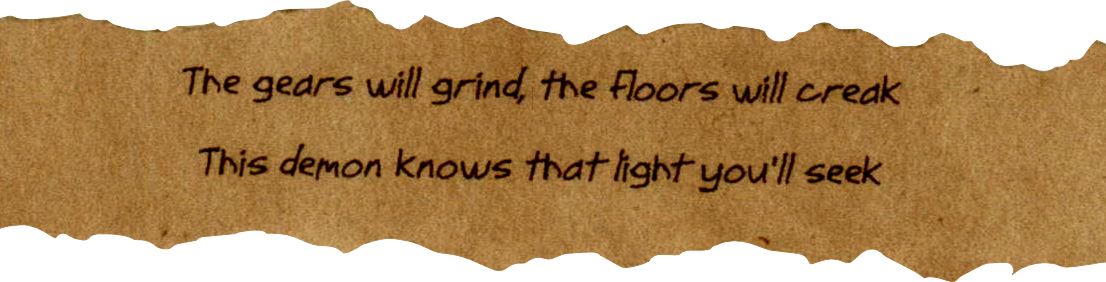 The gears will grind, the floors will creak
This demon knows that light you'll seek